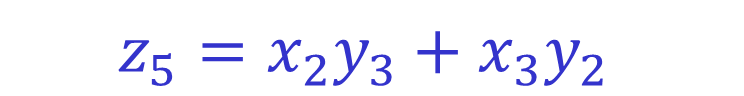 z₅ = x₂y₃ + x₃y₂